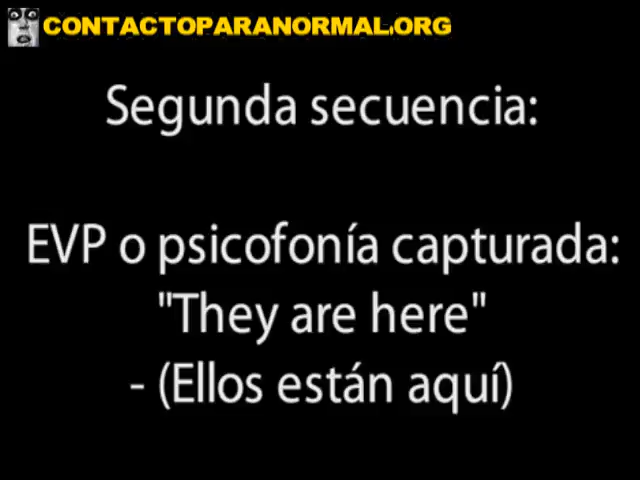 CONTACTOPARANORMAL.ORG
Segunda secuencia:
EVP o psicofonía capturada:
"They are here"
- (Ellos están aquí)